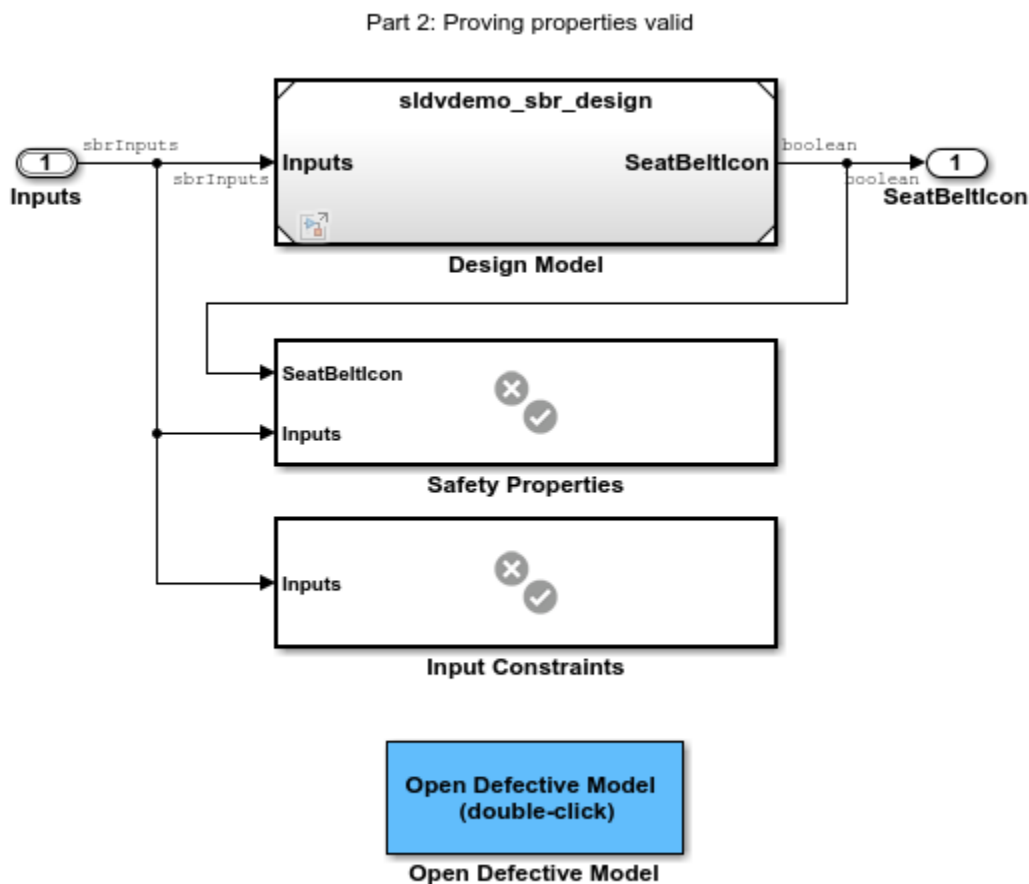 Part 2: Proving properties valid
sldvdemo_sbr_design
sbrInputs
boolean
1
Inputs
SeatBeltIcon
1
sbrInputs
boolean
Inputs
SeatBeltIcon
Design Model
SeatBeltIcon
Inputs
Safety Properties
Inputs
Input Constraints
Open Defective Model
(double-click)
Open Defective Model